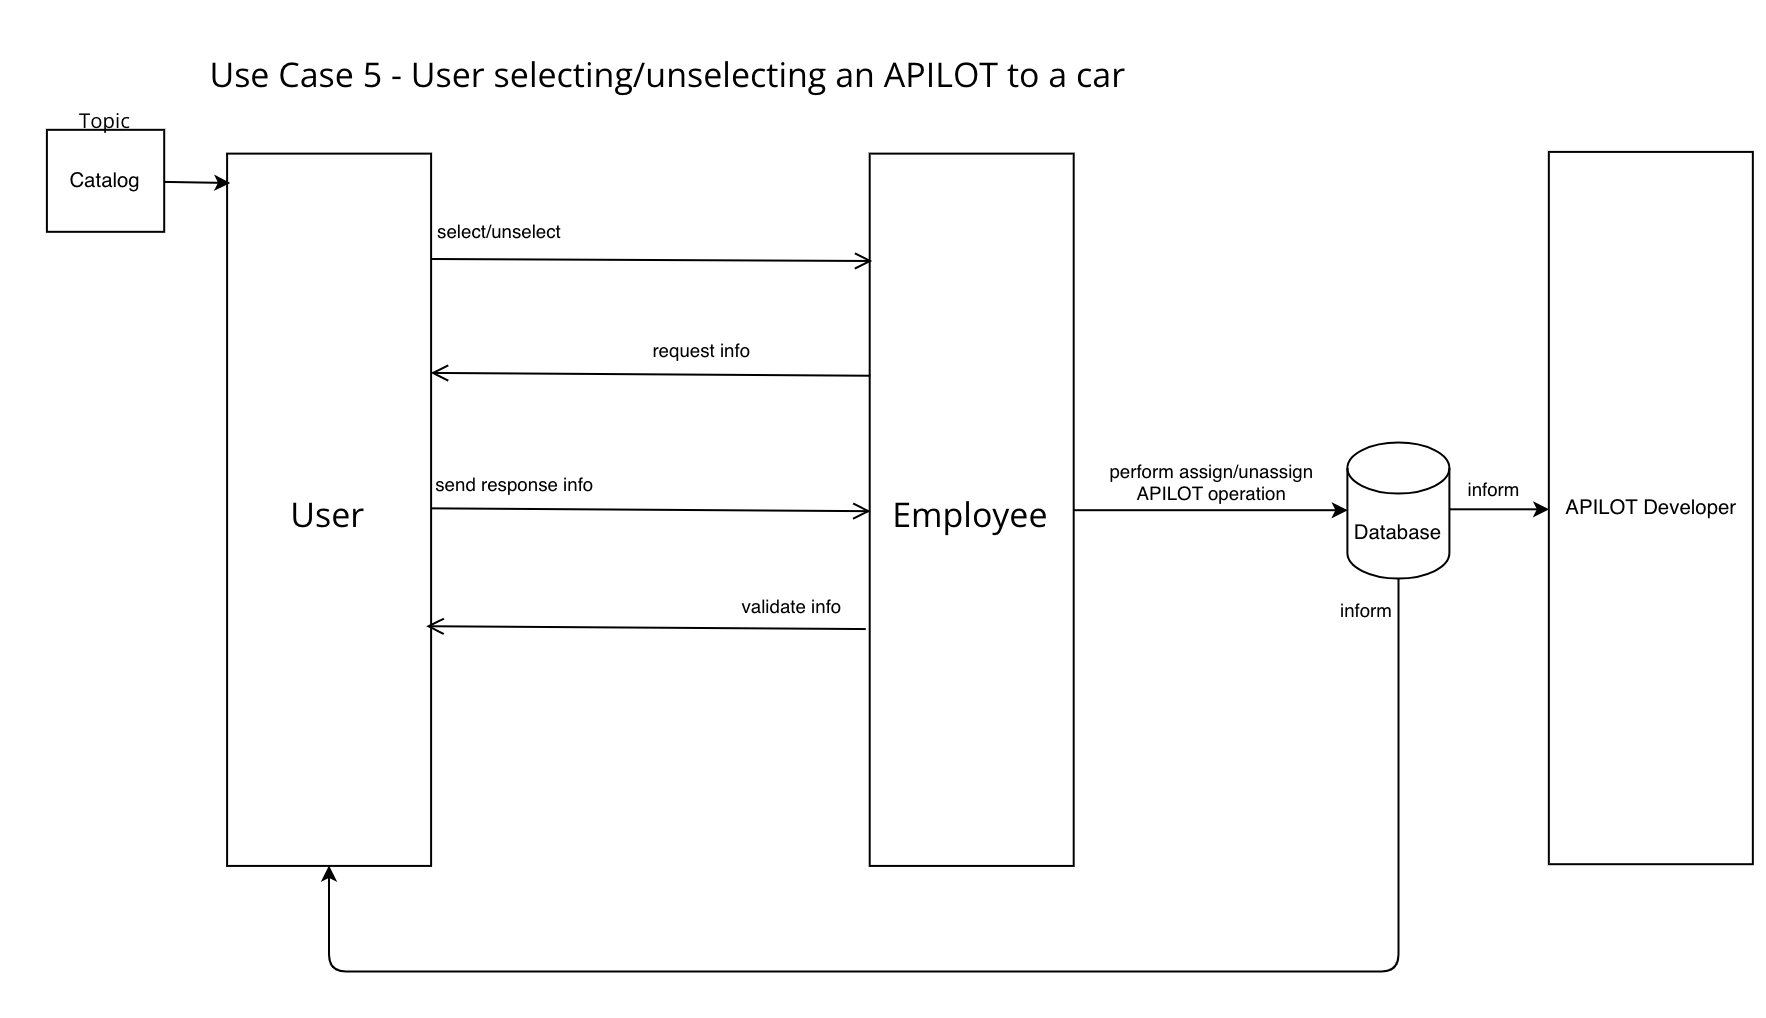 Use Case 5 - User selecting/unselecting an APILOT to a car
Topic
Catalog
select/unselect
request info
send response info
User
Employee
perform assign/unassign
APILOT operation
inform
APILOT Developer
Database
validate info
inform